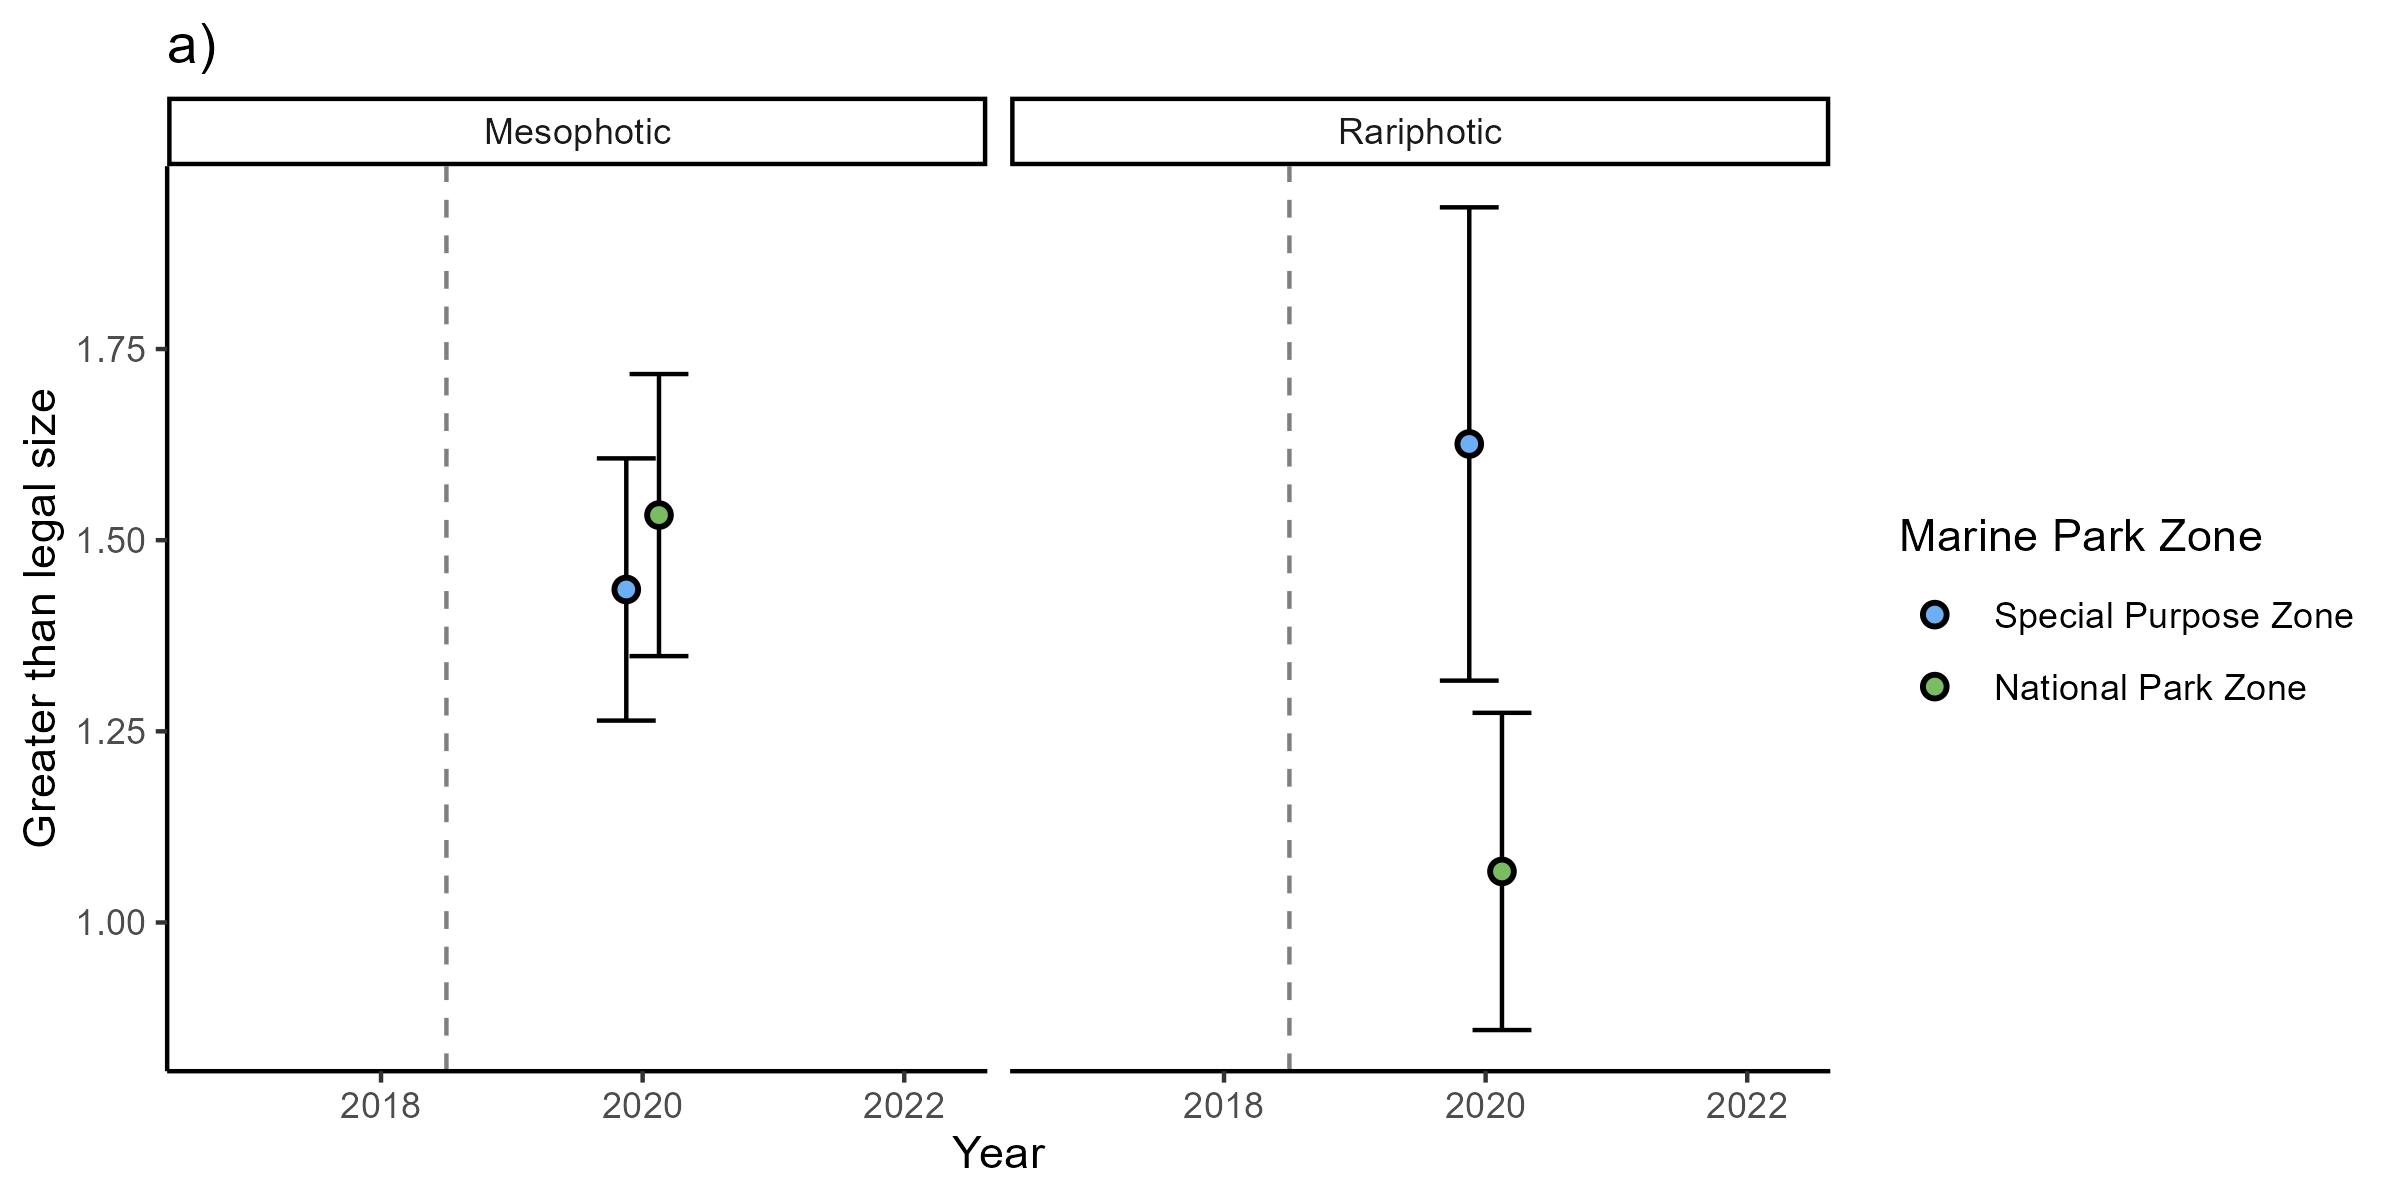 a)
Mesophotic
Rariphotic
Greater than legal size
1.75
1.50
1.25
1.00
2018
2020
2022
2018
2020
2022
Year
Marine Park Zone
Special Purpose Zone
National Park Zone